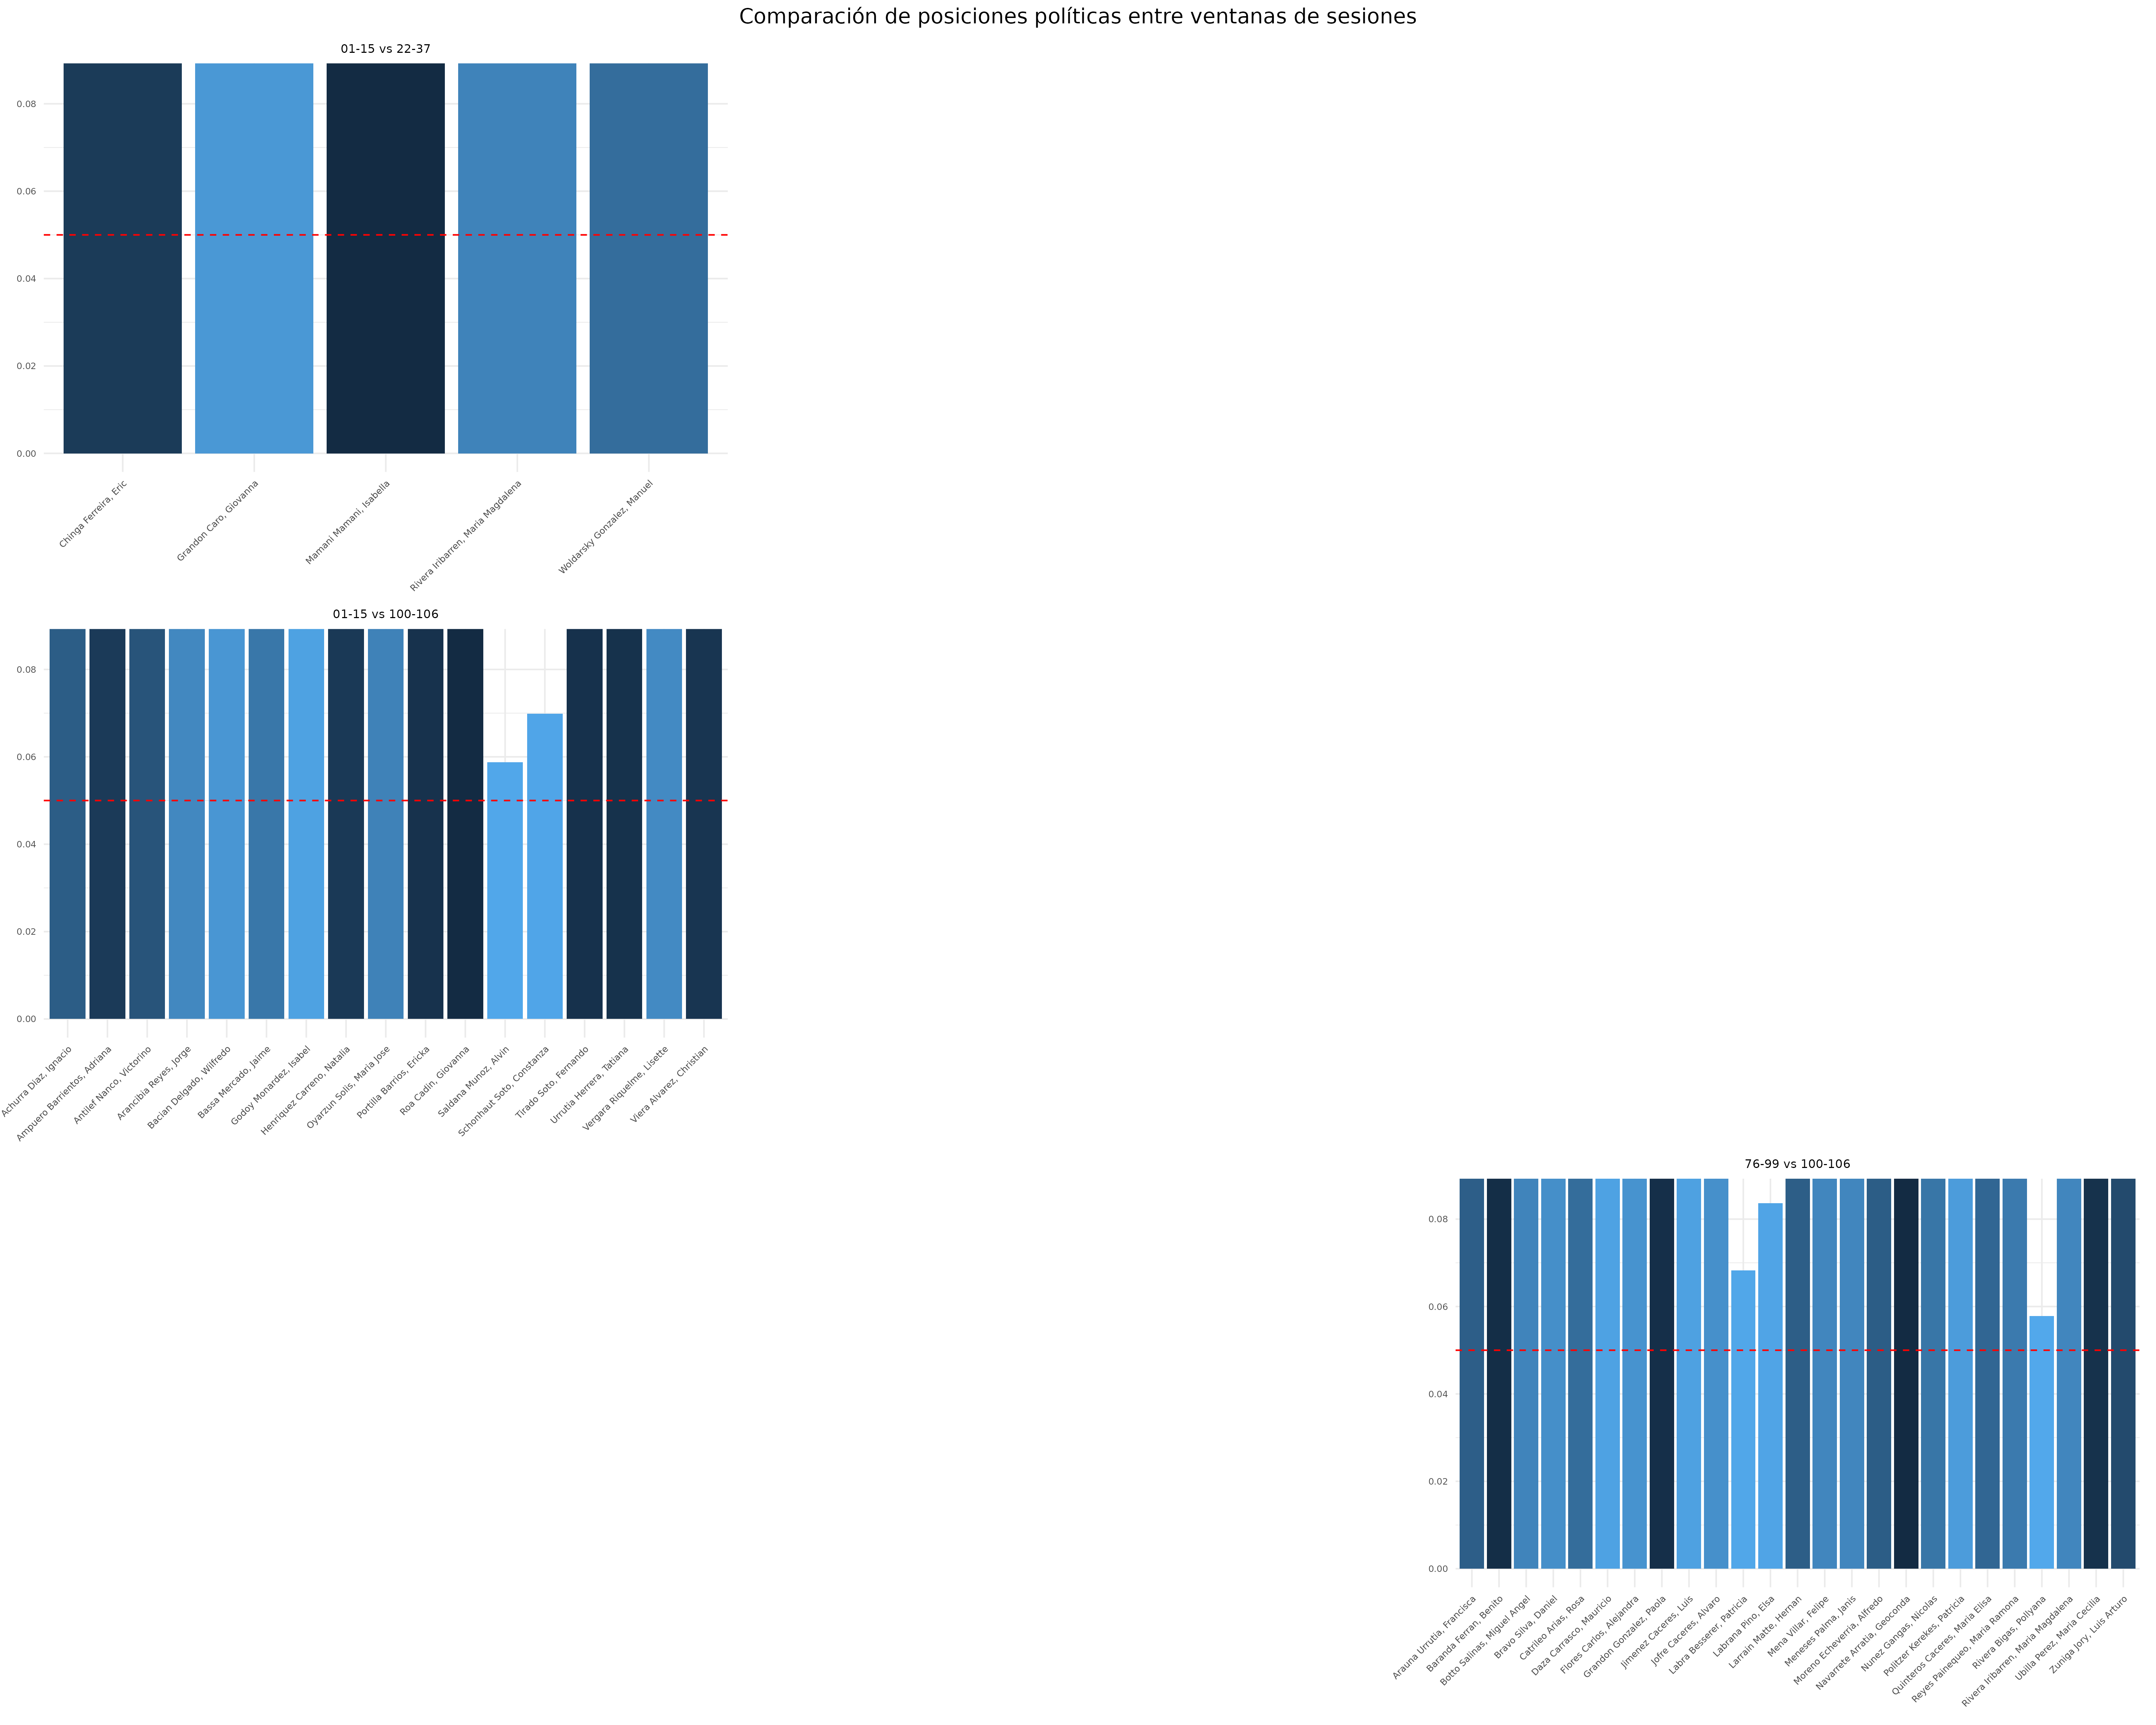 Comparación de posiciones políticas entre ventanas de sesiones
01-15 vs 22-37
0.08
0.06
0.04
0.02
0.00
Chinga Ferreira, Eric
Grandon Caro, Giovanna
Mamani Mamani, Isabella
Rivera Iribarren, Maria Magdalena
Woldarsky Gonzalez, Manuel
01-15 vs 100-106
0.08
0.06
0.04
0.02
0.00
Achurra Diaz, Ignacio
Ampuero Barrientos, Adriana
Antilef Nanco, Victorino
Arancibia Reyes, Jorge
Bacian Delgado, Wilfredo
Bassa Mercado, Jaime
Godoy Monardez, Isabel
Henriquez Carreno, Natalia
Oyarzun Solis, Maria Jose
Portilla Barrios, Ericka
Roa Cadin, Giovanna
Saldana Munoz, Alvin
Schonhaut Soto, Constanza
Tirado Soto, Fernando
Urrutia Herrera, Tatiana
Vergara Riquelme, Lisette
Viera Alvarez, Christian
76-99 vs 100-106
0.08
0.06
0.04
0.02
0.00
Arauna Urrutia, Francisca
Baranda Ferran, Benito
Botto Salinas, Miguel Angel
Bravo Silva, Daniel
Catrileo Arias, Rosa
Daza Carrasco, Mauricio
Flores Carlos, Alejandra
Grandon Gonzalez, Paola
Jimenez Caceres, Luis
Jofre Caceres, Alvaro
Labra Besserer, Patricia
Labrana Pino, Elsa
Larrain Matte, Hernan
Mena Villar, Felipe
Meneses Palma, Janis
Moreno Echeverria, Alfredo
Navarrete Arratia, Geoconda
Nunez Gangas, Nicolas
Politzer Kerekes, Patricia
Quinteros Caceres, Maria Elisa
Reyes Painequeo, Maria Ramona
Rivera Bigas, Pollyana
Rivera Iribarren, Maria Magdalena
Ubilla Perez, Maria Cecilia
Zuniga Jory, Luis Arturo